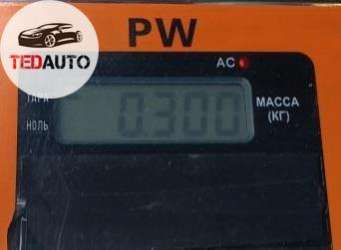 PW
TEDAUTO
AC
ТАРА
0.300
МАССА
(КГ)
НОЛЬ